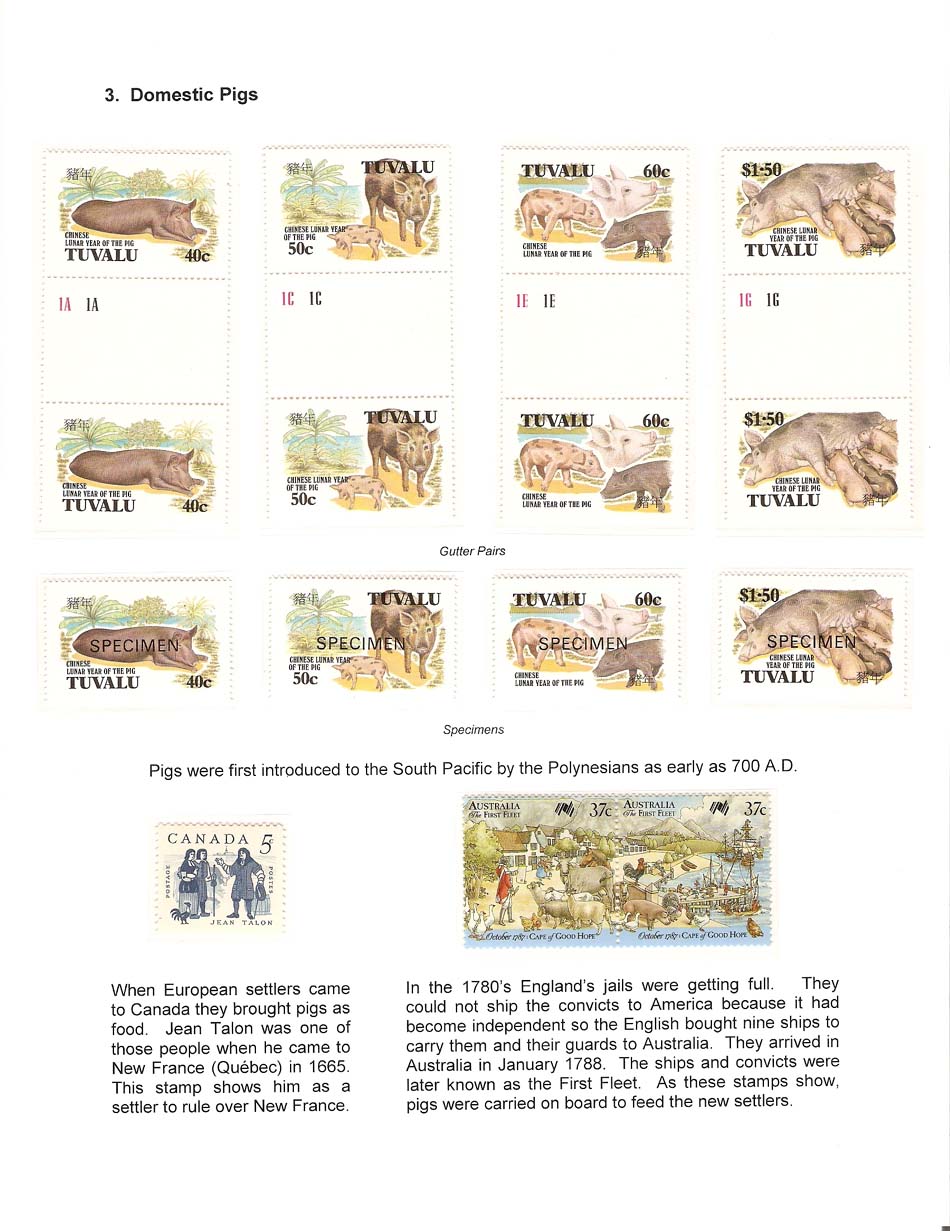 3. Domestic Pigs
豬年
CHINESE
LUNAR YEAR OF THE PIG
TUVALU 40c
豬年 TUVALU
CHINESE LUNAR YEAR
OF THE PIG
50c
TUVALU 60c
CHINESE
LUNAR YEAR OF THE PIG 豬年
$1·50
CHINESE LUNAR
YEAR OF THE PIG
TUVALU 豬年
1A 1A
1C 1C
1E 1E
1G 1G
豬年
CHINESE
LUNAR YEAR OF THE PIG
TUVALU 40c
豬年 TUVALU
CHINESE LUNAR YEAR
OF THE PIG
50c
TUVALU 60c
CHINESE
LUNAR YEAR OF THE PIG 豬年
$1·50
CHINESE LUNAR
YEAR OF THE PIG
TUVALU 豬年
Gutter Pairs
豬年
SPECIMEN
CHINESE
LUNAR YEAR OF THE PIG
TUVALU 40c
豬年 TUVALU
SPECIMEN
CHINESE LUNAR YEAR
OF THE PIG
50c
TUVALU 60c
SPECIMEN
CHINESE
LUNAR YEAR OF THE PIG 豬年
$1·50
SPECIMEN
CHINESE LUNAR
YEAR OF THE PIG
TUVALU 豬年
Specimens
Pigs were first introduced to the South Pacific by the Polynesians as early as 700 A.D.
CANADA 5c
POSTAGE
POSTES
JEAN TALON
AUSTRALIA 37c
The FIRST FLEET
October 1787: CAPE of GOOD HOPE
AUSTRALIA 37c
The FIRST FLEET
October 1787: CAPE of GOOD HOPE
When European settlers came
to Canada they brought pigs as
food. Jean Talon was one of
those people when he came to
New France (Québec) in 1665.
This stamp shows him as a
settler to rule over New France.
In the 1780's England's jails were getting full. They
could not ship the convicts to America because it had
become independent so the English bought nine ships to
carry them and their guards to Australia. They arrived in
Australia in January 1788. The ships and convicts were
later known as the First Fleet. As these stamps show,
pigs were carried on board to feed the new settlers.